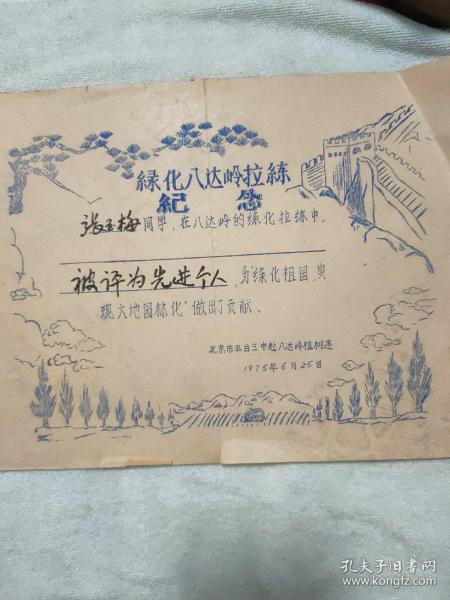 绿化八达岭拉练
紀念
张玉梅同学,在八达岭的绿化拉练中,
被评为先进个人,为“绿化祖国,实
现大地园林化”做出了贡献。
北京市丰台三中赴八达岭植树连
1975年6月25日
孔夫子旧书网
www.kongfz.com